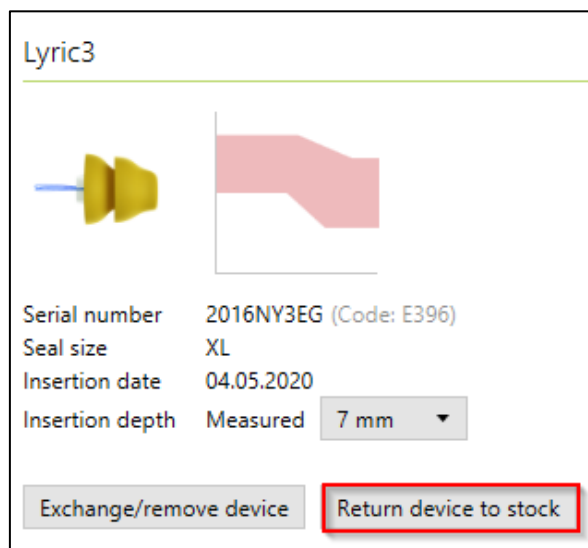 Lyric3
Serial number 2016NY3EG (Code: E396)
Seal size XL
Insertion date 04.05.2020
Insertion depth Measured 7 mm
Exchange/remove device Return device to stock